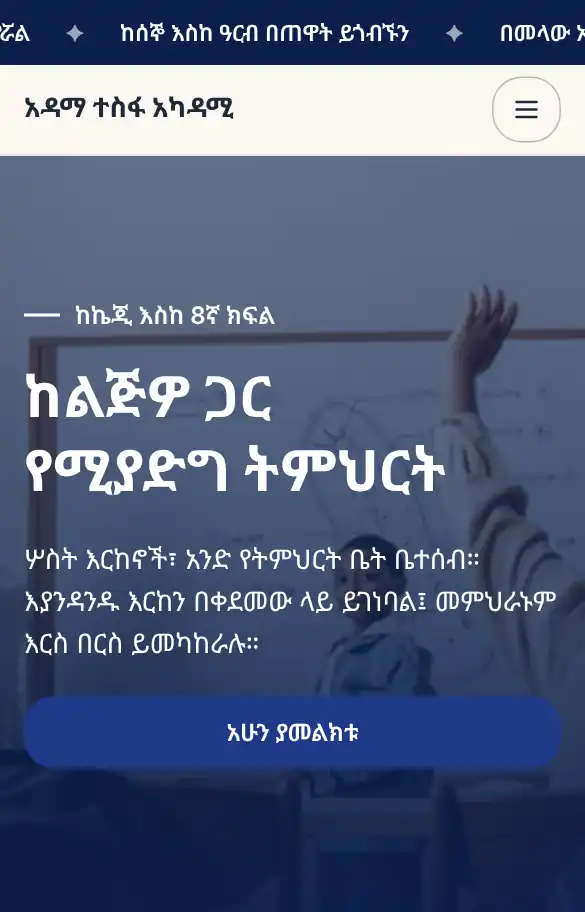 ከሰኞ እስከ ዓርብ በጠዋት ይጎብኙን
በመላው
አዳማ ተስፋ አካዳሚ
ከኬጂ እስከ 8ኛ ክፍል
ከልጅዎ ጋር
የሚያድግ ትምህርት
ሦስት እርከኖች፣ አንድ የትምህርት ቤት ቤተሰብ።
እያንዳንዱ እርከን በቀደመው ላይ ይገነባል፤ መምህራኑም
እርስ በርስ ይመካከራሉ።
አሁን ያመልክቱ